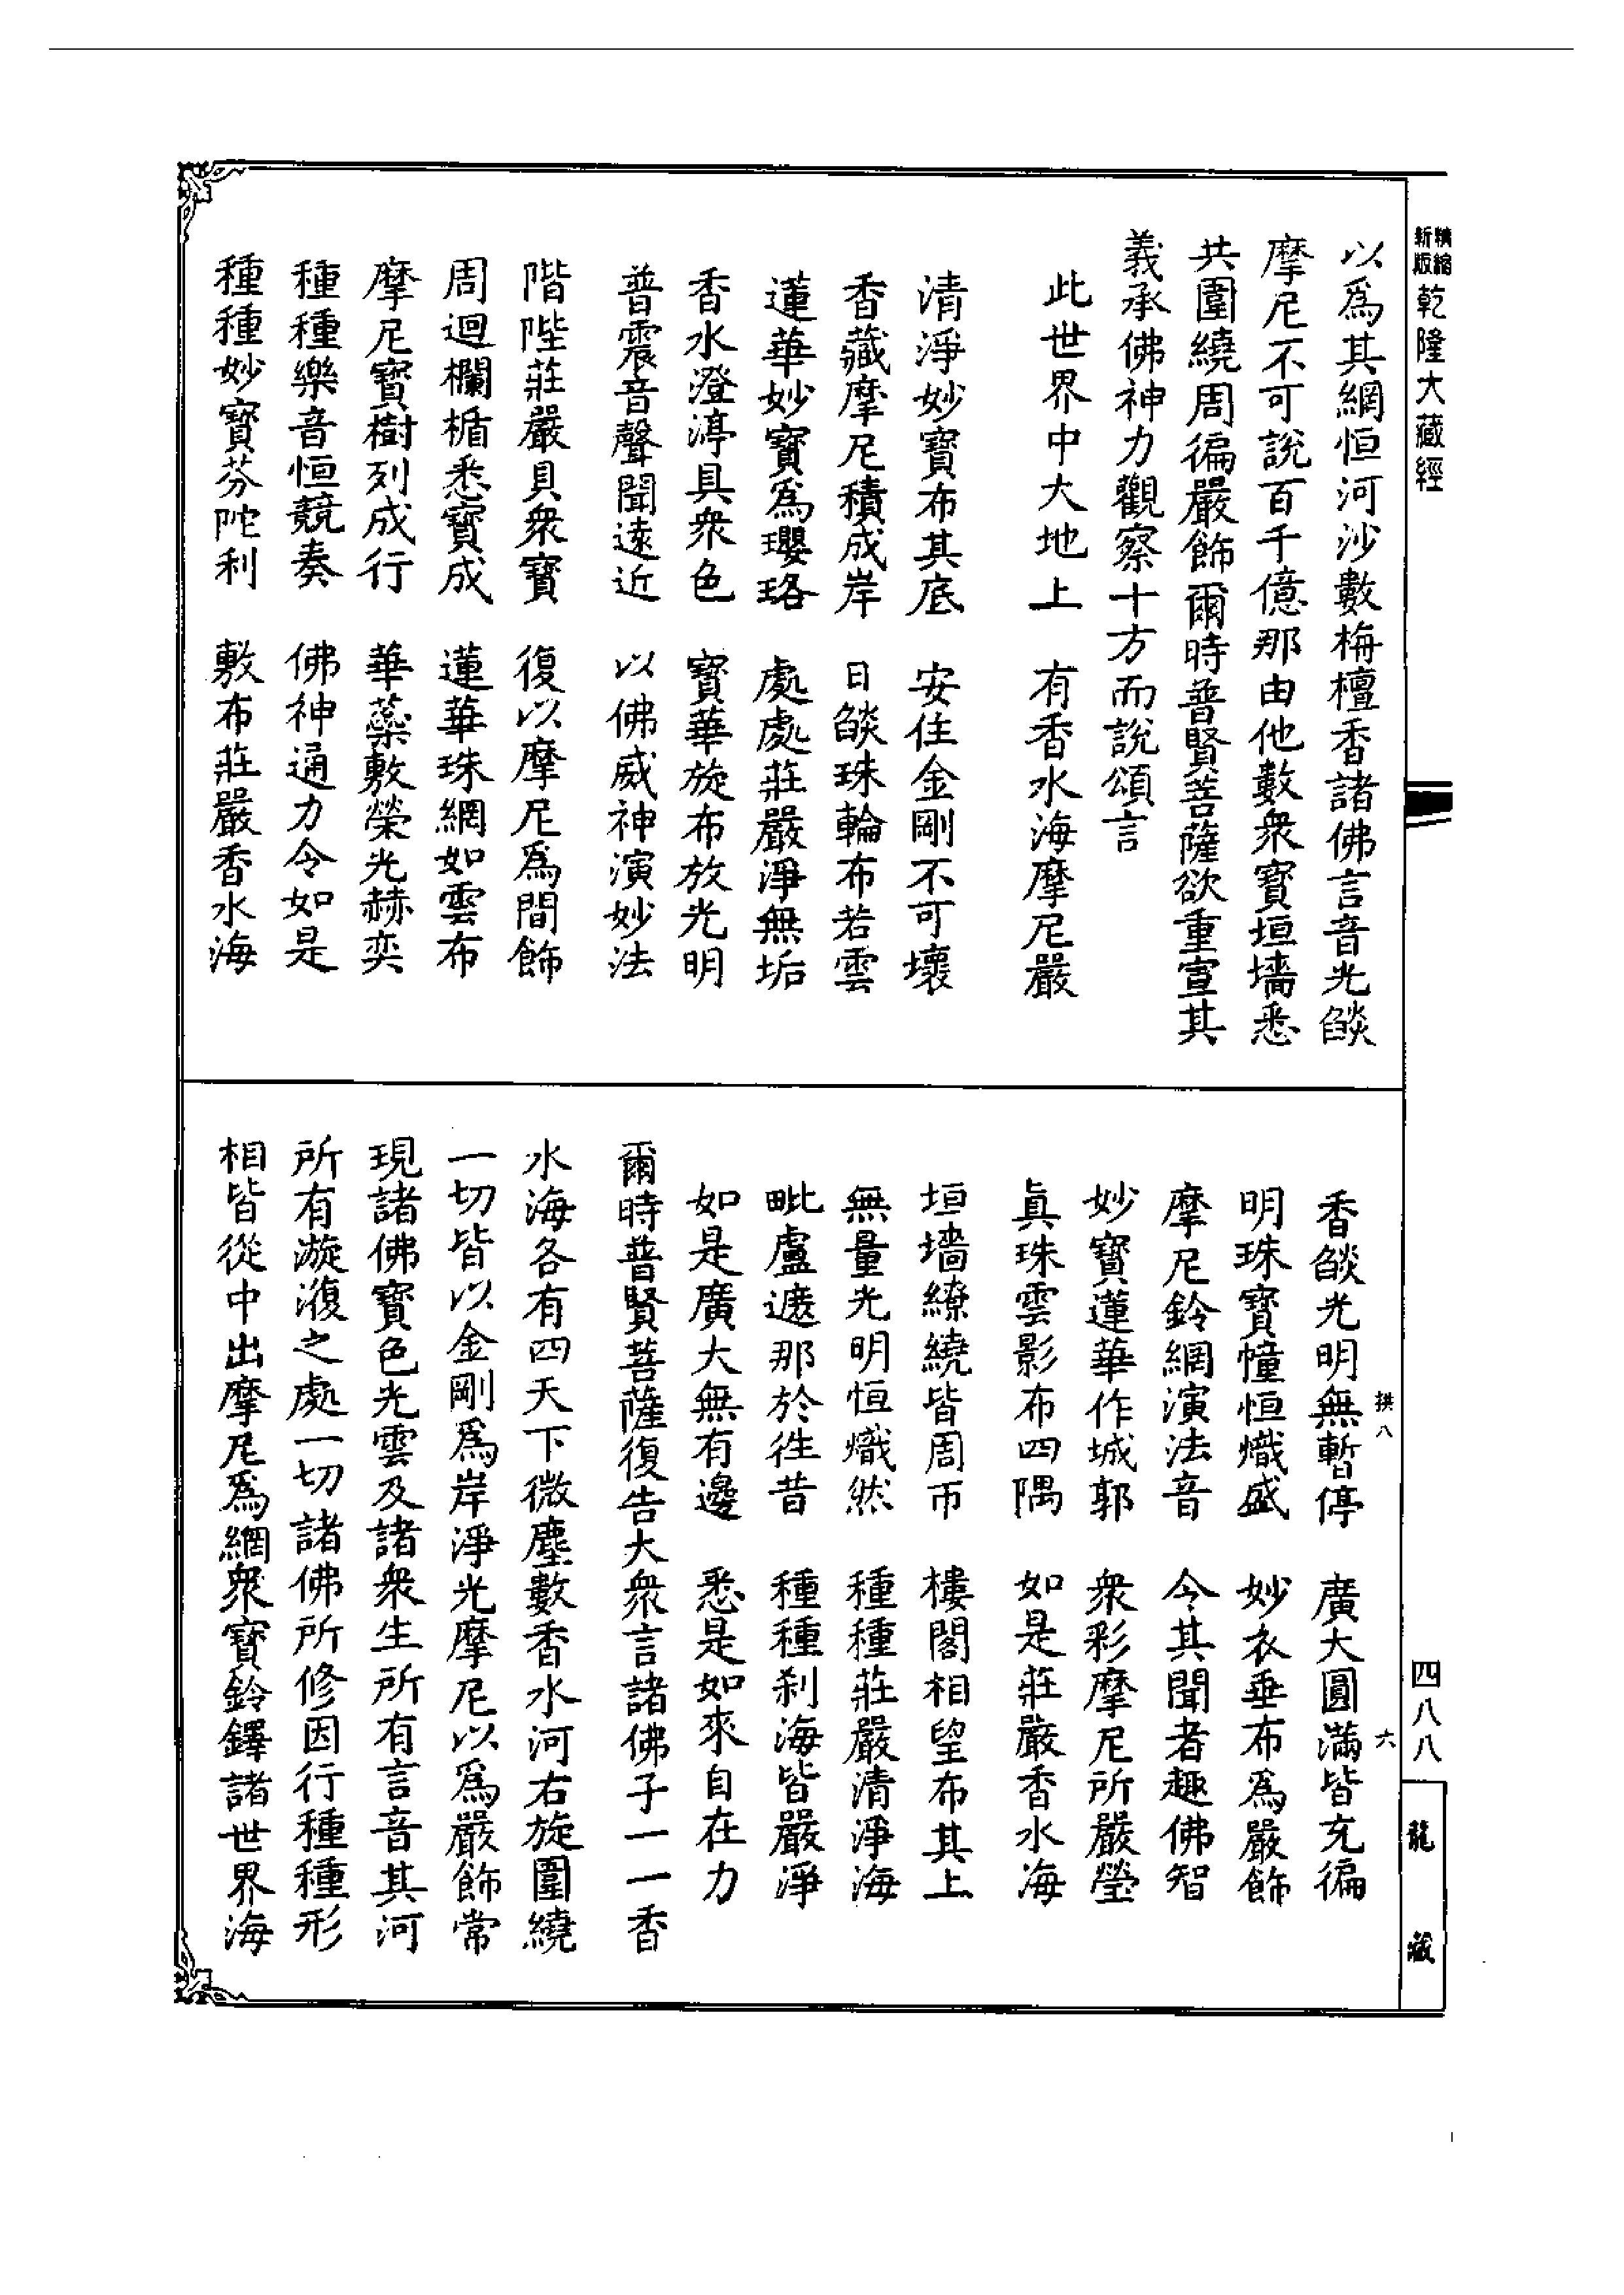 精縮新版乾隆大藏經
以爲其網恒河沙數栴檀香諸佛言音光燄
摩尼不可說百千億那由他數衆寶垣墻悉
共圍繞周徧嚴飾爾時普賢菩薩欲重宣其
義承佛神力觀察十方而說頌言
此世界中大地上　有香水海摩尼嚴
清淨妙寶布其底　安住金剛不可壞
香藏摩尼積成岸　日燄珠輪布若雲
蓮華妙寶爲瓔珞　處處莊嚴淨無垢
香水澄渟具衆色　寶華旋布放光明
普震音聲聞遠近　以佛威神演妙法
階陛莊嚴具衆寶　復以摩尼爲間飾
周迴欄楯悉寶成　蓮華珠網如雲布
摩尼寶樹列成行　華蘂敷榮光赫奕
種種樂音恒競奏　佛神通力令如是
種種妙寶芬陀利　敷布莊嚴香水海
香燄光明無暫停　廣大圓滿皆充徧
明珠寶幢恒熾盛　妙衣垂布爲嚴飾
摩尼鈴網演法音　令其聞者趣佛智
妙寶蓮華作城郭　衆彩摩尼所嚴瑩
眞珠雲影布四隅　如是莊嚴香水海
垣墻繚繞皆周帀　樓閣相望布其上
無量光明恒熾然　種種莊嚴清淨海
毗盧遮那於徃昔　種種刹海皆嚴淨
如是廣大無有邊　悉是如來自在力
爾時普賢菩薩復告大衆言諸佛子一一香
水海各有四天下微塵數香水河右旋圍繞
一切皆以金剛爲岸淨光摩尼以爲嚴飾常
現諸佛寶色光雲及諸衆生所有言音其河
所有漩澓之處一切諸佛所修因行種種形
相皆從中出摩尼爲網衆寶鈴鐸諸世界海
拱八　六
四八八
龍藏